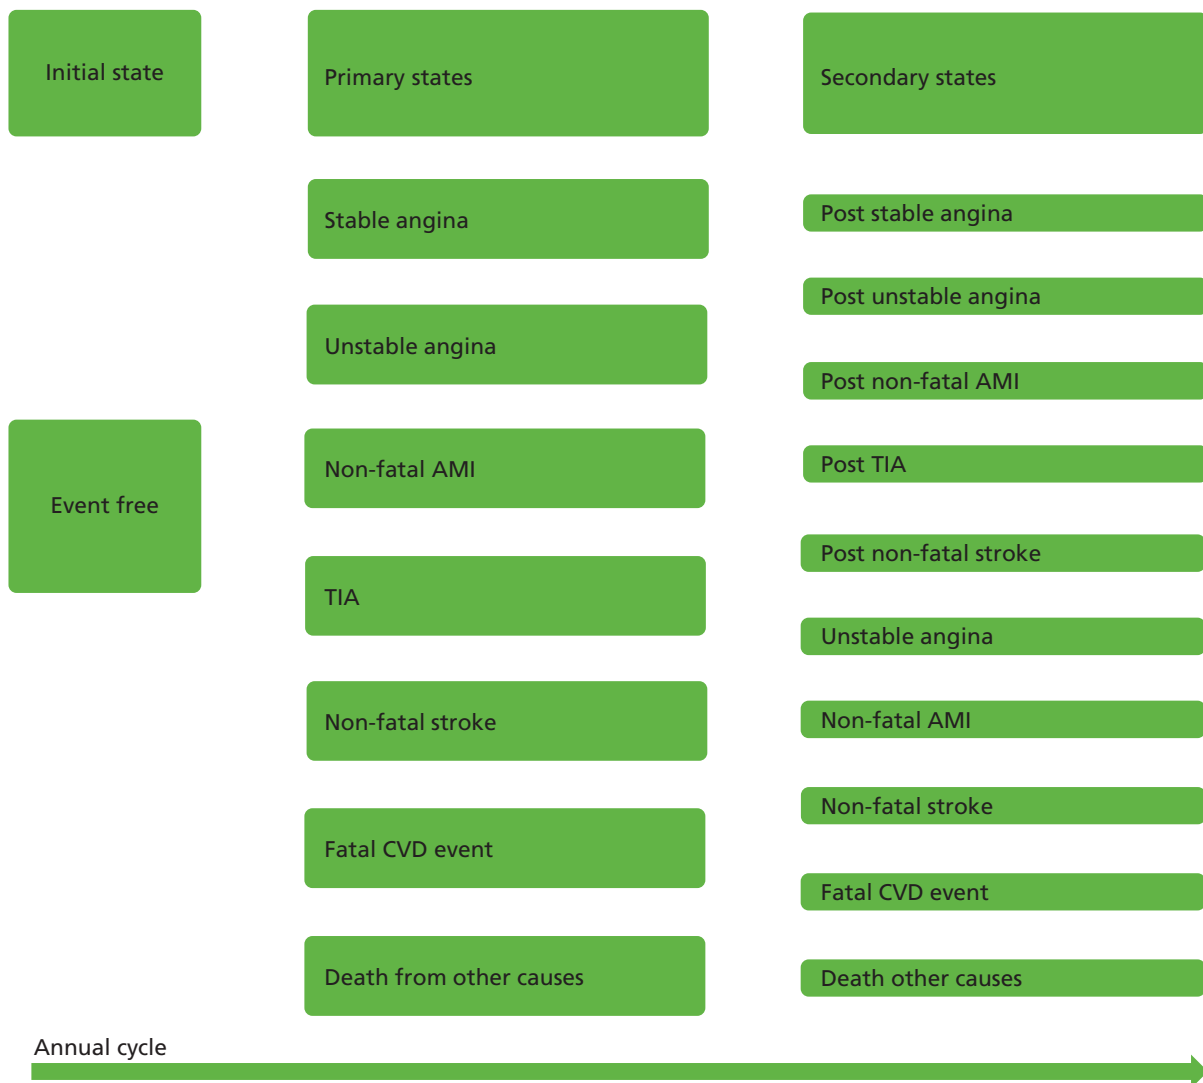 Initial state
Primary states
Secondary states
Stable angina
Post stable angina
Post unstable angina
Unstable angina
Post non-fatal AMI
Event free
Non-fatal AMI
Post TIA
Post non-fatal stroke
TIA
Unstable angina
Non-fatal stroke
Non-fatal AMI
Non-fatal stroke
Fatal CVD event
Fatal CVD event
Death from other causes
Death other causes
Annual cycle